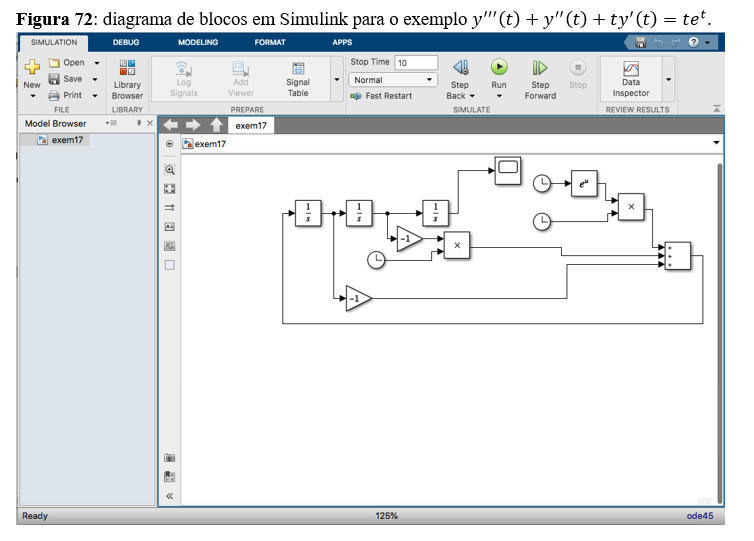 Figura 72: diagrama de blocos em Simulink para o exemplo y'''(t) + y''(t) + ty'(t) = te^t.
SIMULATION DEBUG MODELING FORMAT APPS
New Open Save Print
FILE
Library Browser
LIBRARY
Log Signals Add Viewer Signal Table
PREPARE
Stop Time 10
Normal
Fast Restart
Step Back Run Step Forward Stop
SIMULATE
Data Inspector
REVIEW RESULTS
Model Browser
exem17
exem17
exem17
e^u
×
1/s 1/s 1/s
-1
×
+
+
+
-1
Ready 125% ode45